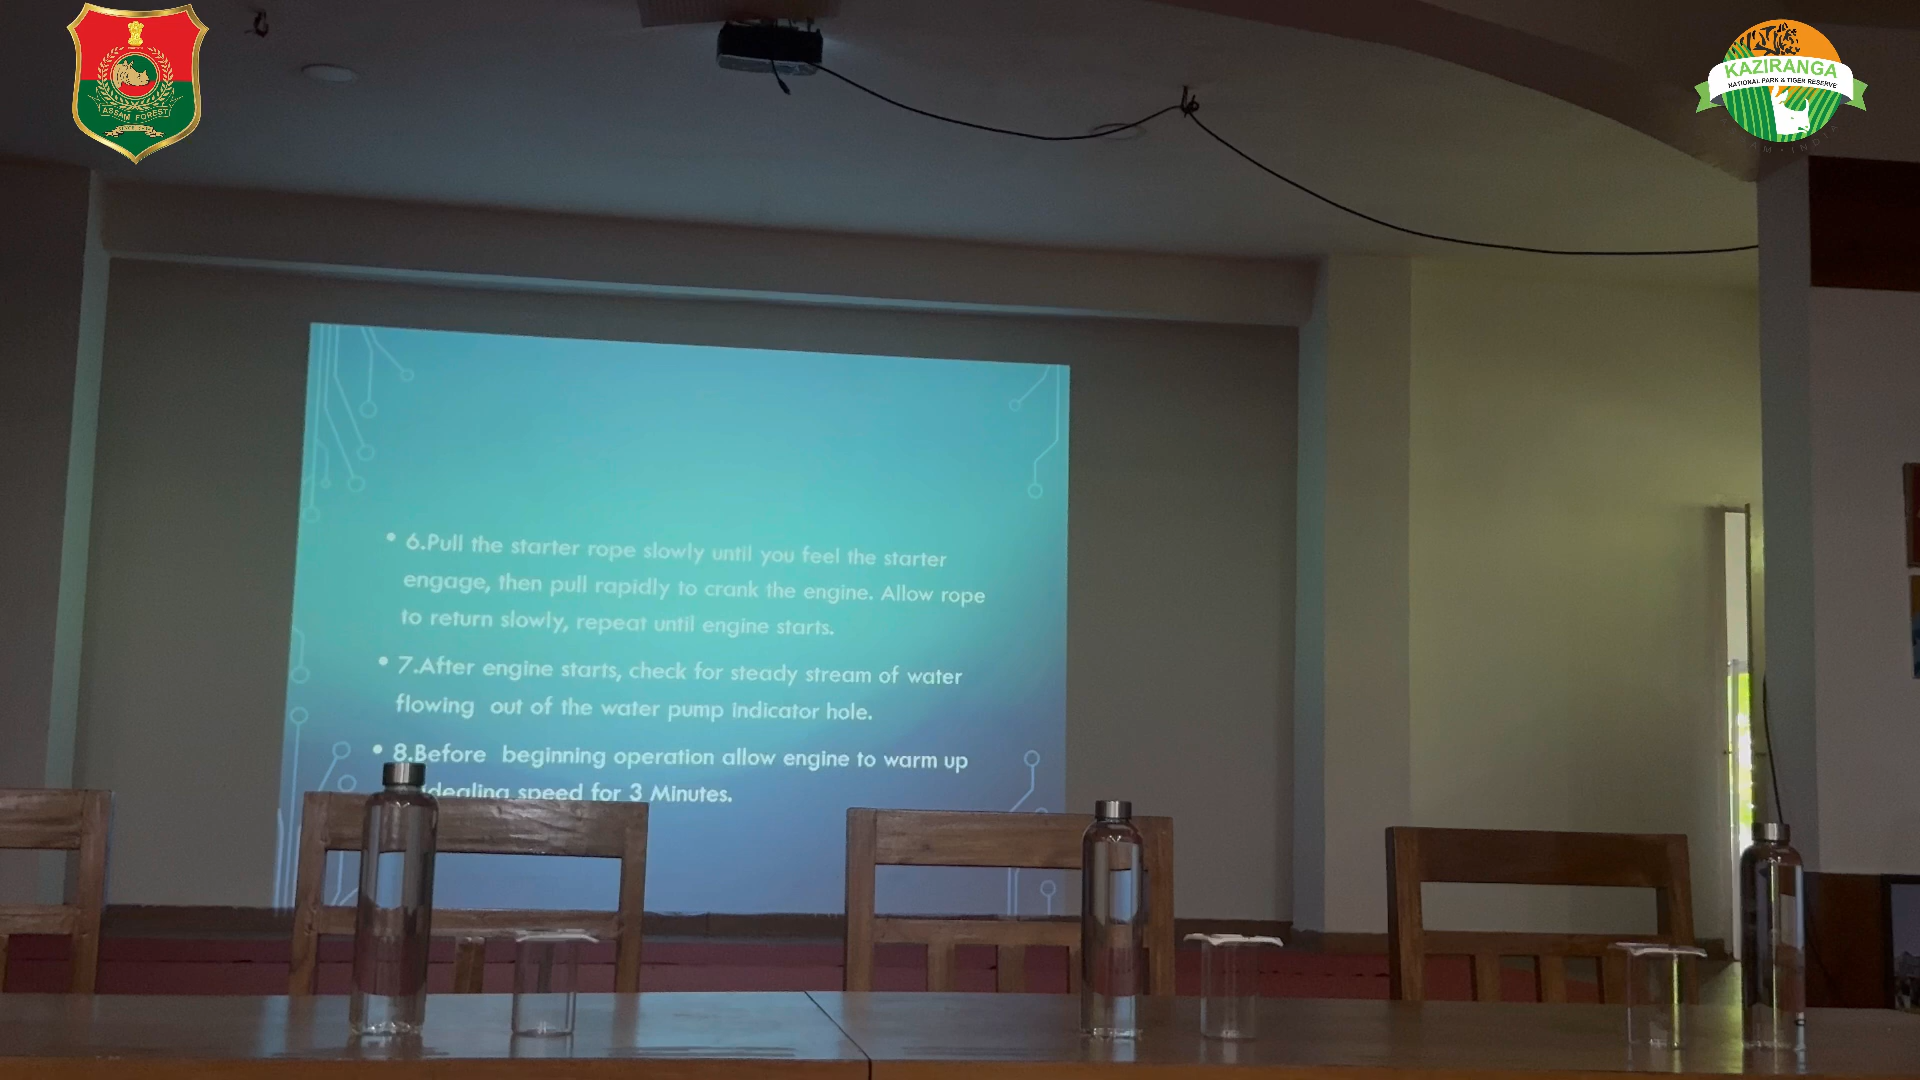 ASSAM FOREST
KAZIRANGA
NATIONAL PARK & TIGER RESERVE
• 6.Pull the starter rope slowly until you feel the starter
engage, then pull rapidly to crank the engine. Allow rope
to return slowly, repeat until engine starts.
• 7.After engine starts, check for steady stream of water
flowing out of the water pump indicator hole.
• 8.Before beginning operation allow engine to warm up
Idealing speed for 3 Minutes.